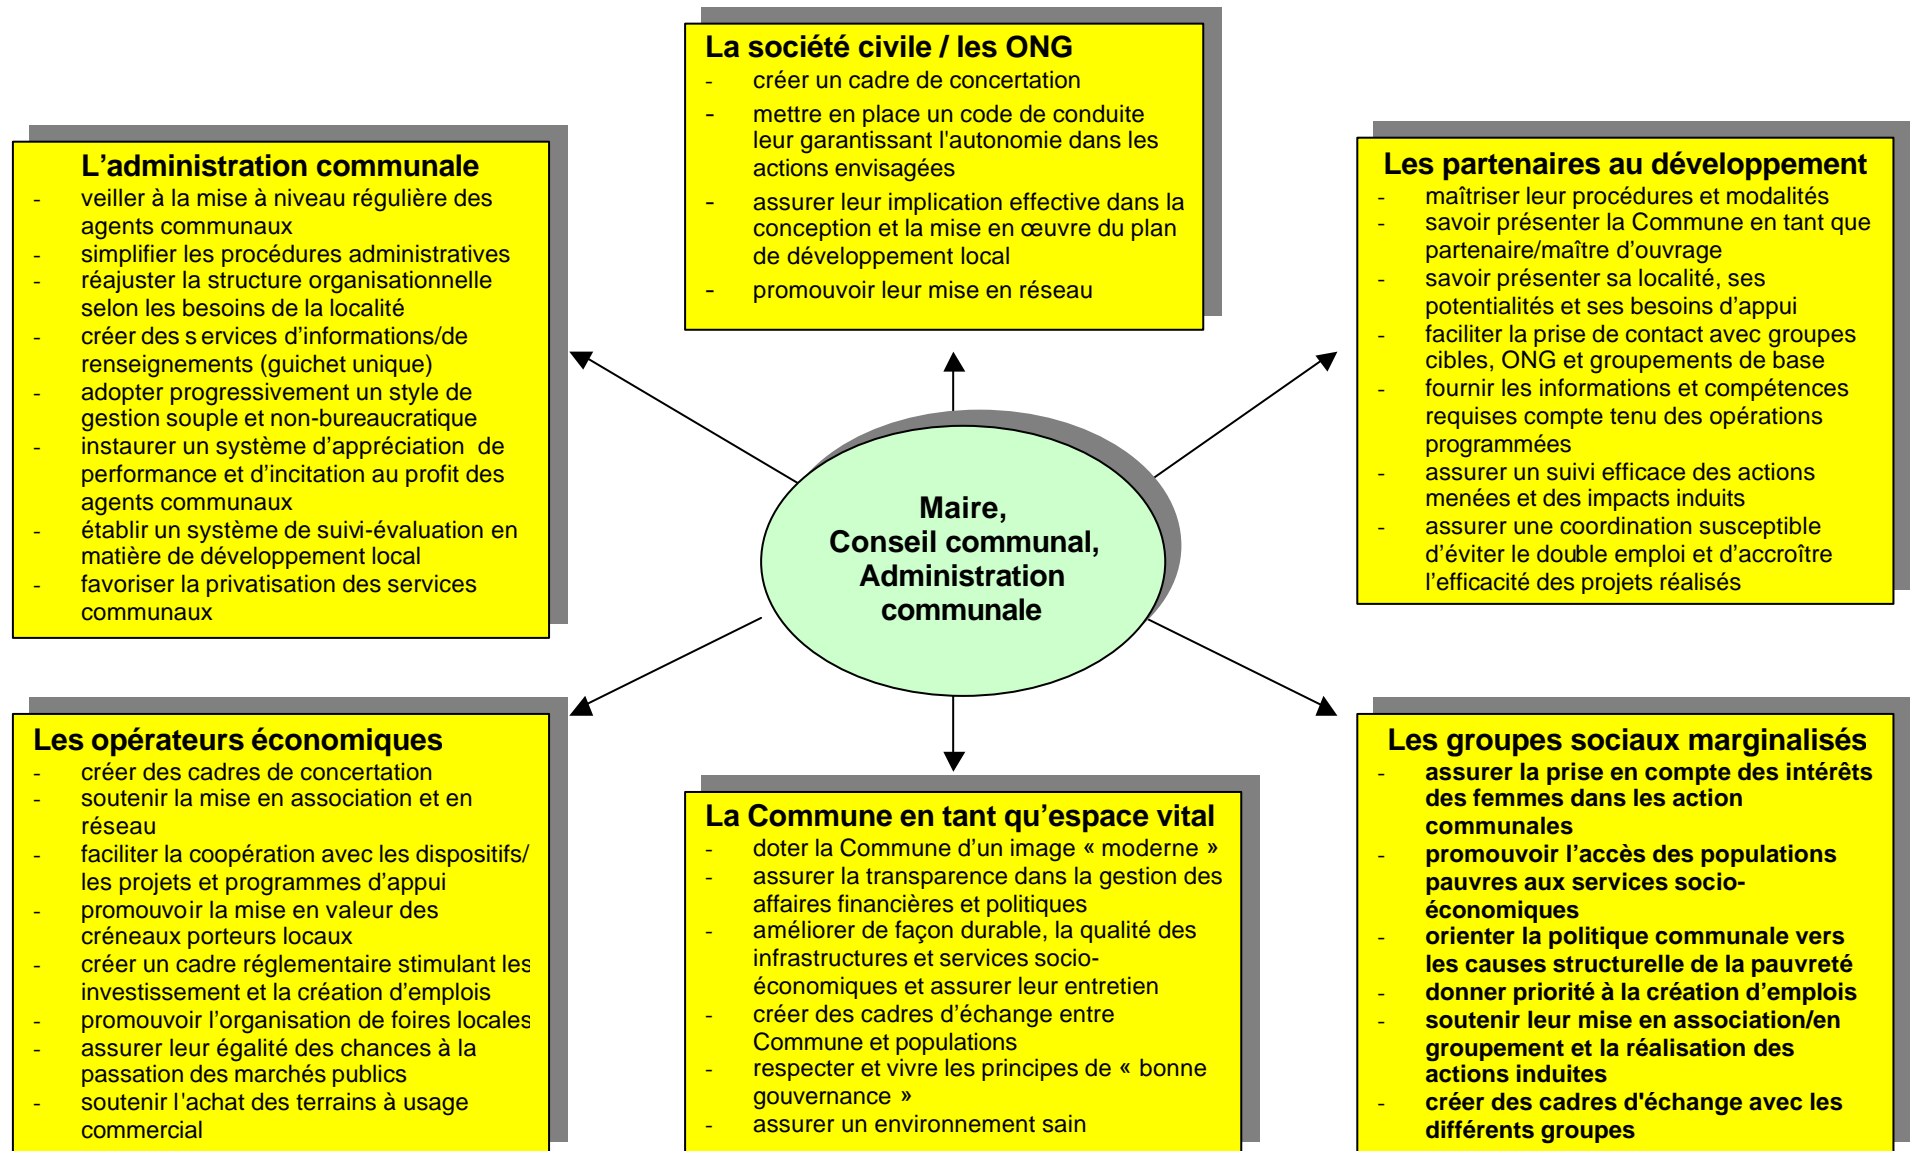 La société civile / les ONG
- créer un cadre de concertation
- mettre en place un code de conduite
leur garantissant l'autonomie dans les
actions envisagées
- assurer leur implication effective dans la
conception et la mise en œuvre du plan
de développement local
- promouvoir leur mise en réseau
L’administration communale
- veiller à la mise à niveau régulière des
agents communaux
- simplifier les procédures administratives
- réajuster la structure organisationnelle
selon les besoins de la localité
- créer des s ervices d’informations/de
renseignements (guichet unique)
- adopter progressivement un style de
gestion souple et non-bureaucratique
- instaurer un système d’appréciation de
performance et d’incitation au profit des
agents communaux
- établir un système de suivi-évaluation en
matière de développement local
- favoriser la privatisation des services
communaux
Les partenaires au développement
- maîtriser leur procédures et modalités
- savoir présenter la Commune en tant que
partenaire/maître d’ouvrage
- savoir présenter sa localité, ses
potentialités et ses besoins d’appui
- faciliter la prise de contact avec groupes
cibles, ONG et groupements de base
- fournir les informations et compétences
requises compte tenu des opérations
programmées
- assurer un suivi efficace des actions
menées et des impacts induits
- assurer une coordination susceptible
d’éviter le double emploi et d’accroître
l’efficacité des projets réalisés
Maire,
Conseil communal,
Administration
communale
Les opérateurs économiques
- créer des cadres de concertation
- soutenir la mise en association et en
réseau
- faciliter la coopération avec les dispositifs/
les projets et programmes d’appui
- promouvoir la mise en valeur des
créneaux porteurs locaux
- créer un cadre réglementaire stimulant les
investissement et la création d’emplois
- promouvoir l’organisation de foires locales
- assurer leur égalité des chances à la
passation des marchés publics
- soutenir l'achat des terrains à usage
commercial
La Commune en tant qu’espace vital
- doter la Commune d’un image « moderne »
- assurer la transparence dans la gestion des
affaires financières et politiques
- améliorer de façon durable, la qualité des
infrastructures et services socio-
économiques et assurer leur entretien
- créer des cadres d’échange entre
Commune et populations
- respecter et vivre les principes de « bonne
gouvernance »
- assurer un environnement sain
Les groupes sociaux marginalisés
- assurer la prise en compte des intérêts
des femmes dans les action
communales
- promouvoir l’accès des populations
pauvres aux services socio-
économiques
- orienter la politique communale vers
les causes structurelle de la pauvreté
- donner priorité à la création d’emplois
- soutenir leur mise en association/en
groupement et la réalisation des
actions induites
- créer des cadres d'échange avec les
différents groupes